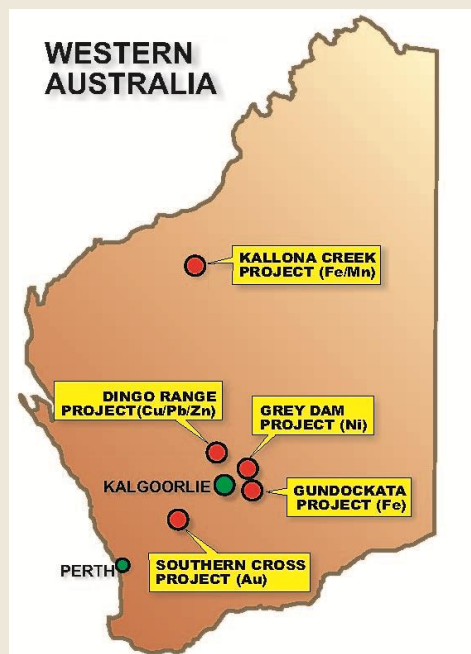 WESTERN
AUSTRALIA
KALLONA CREEK
PROJECT (Fe/Mn)
DINGO RANGE
PROJECT(Cu/Pb/Zn)
GREY DAM
PROJECT (Ni)
KALGOORLIE
GUNDOCKATA
PROJECT (Fe)
PERTH
SOUTHERN CROSS
PROJECT (Au)